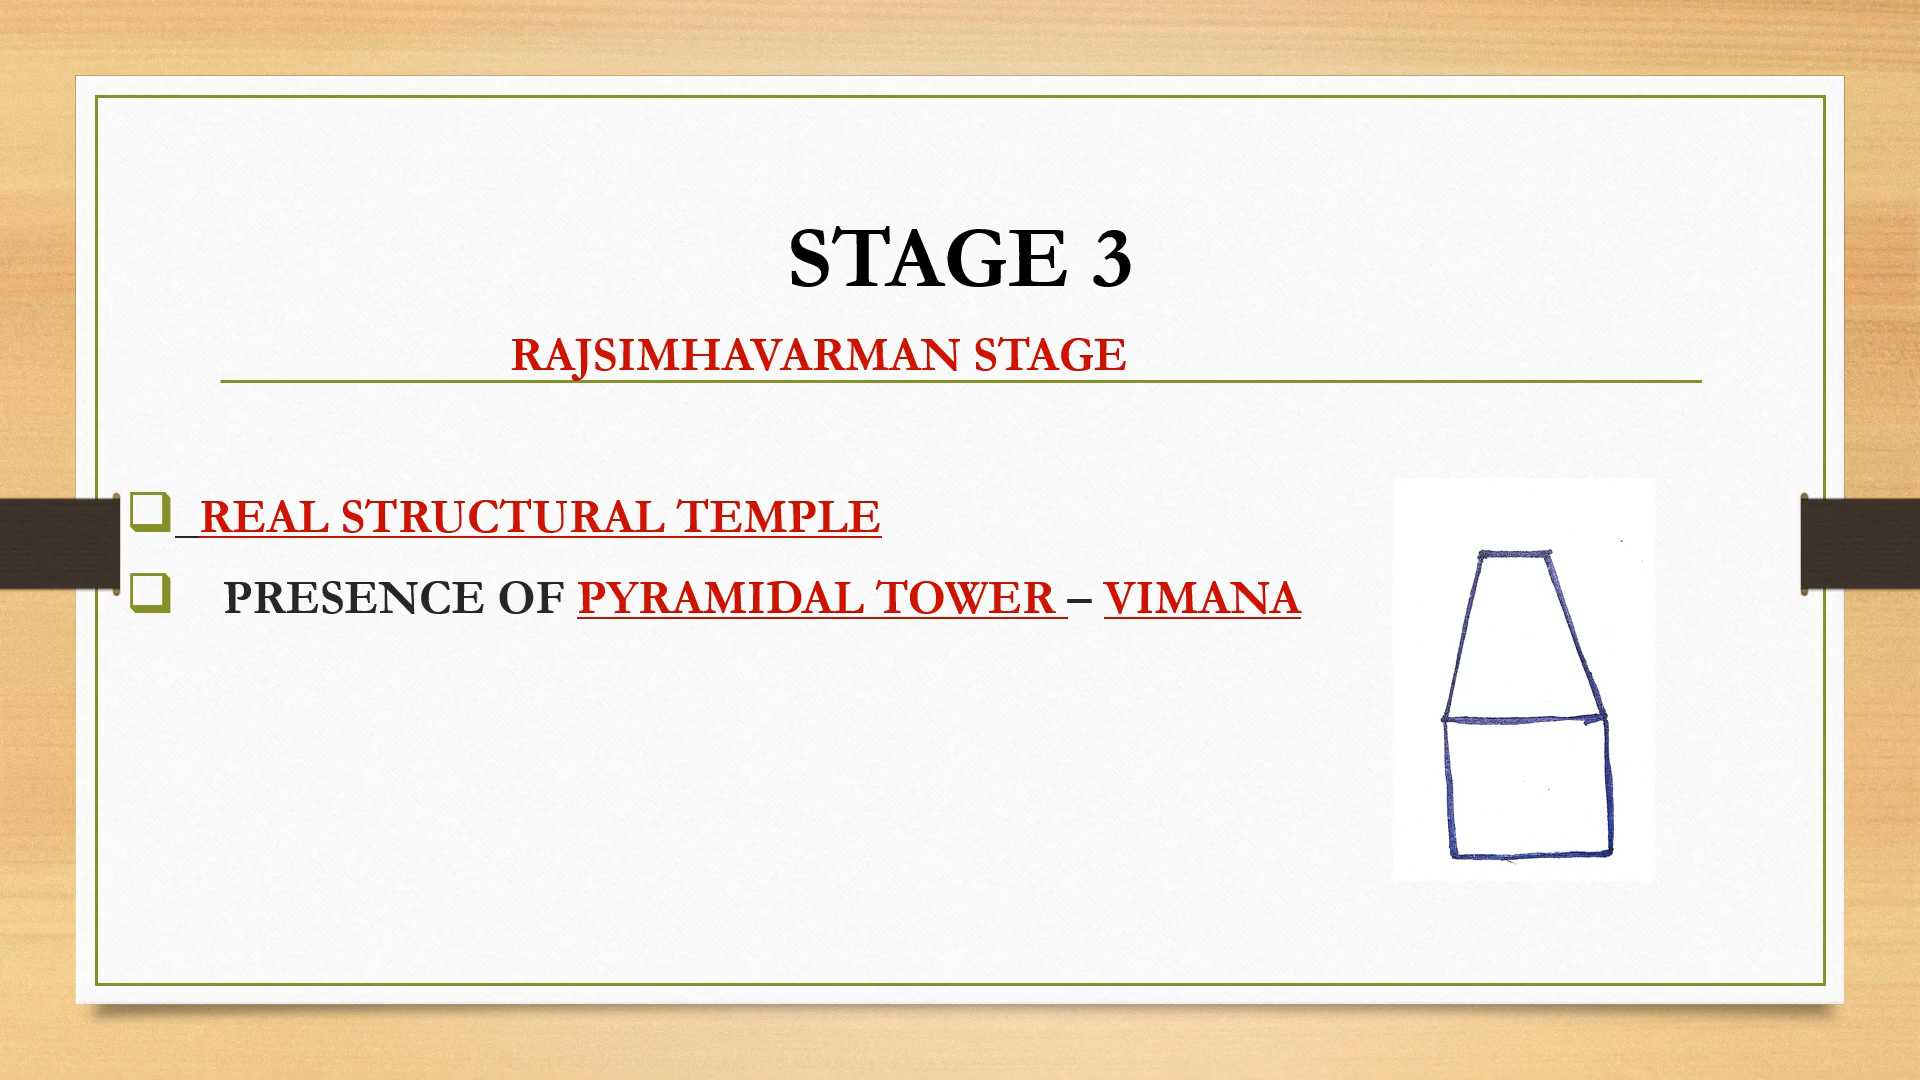 STAGE 3
RAJSIMHAVARMAN STAGE
REAL STRUCTURAL TEMPLE
PRESENCE OF PYRAMIDAL TOWER – VIMANA